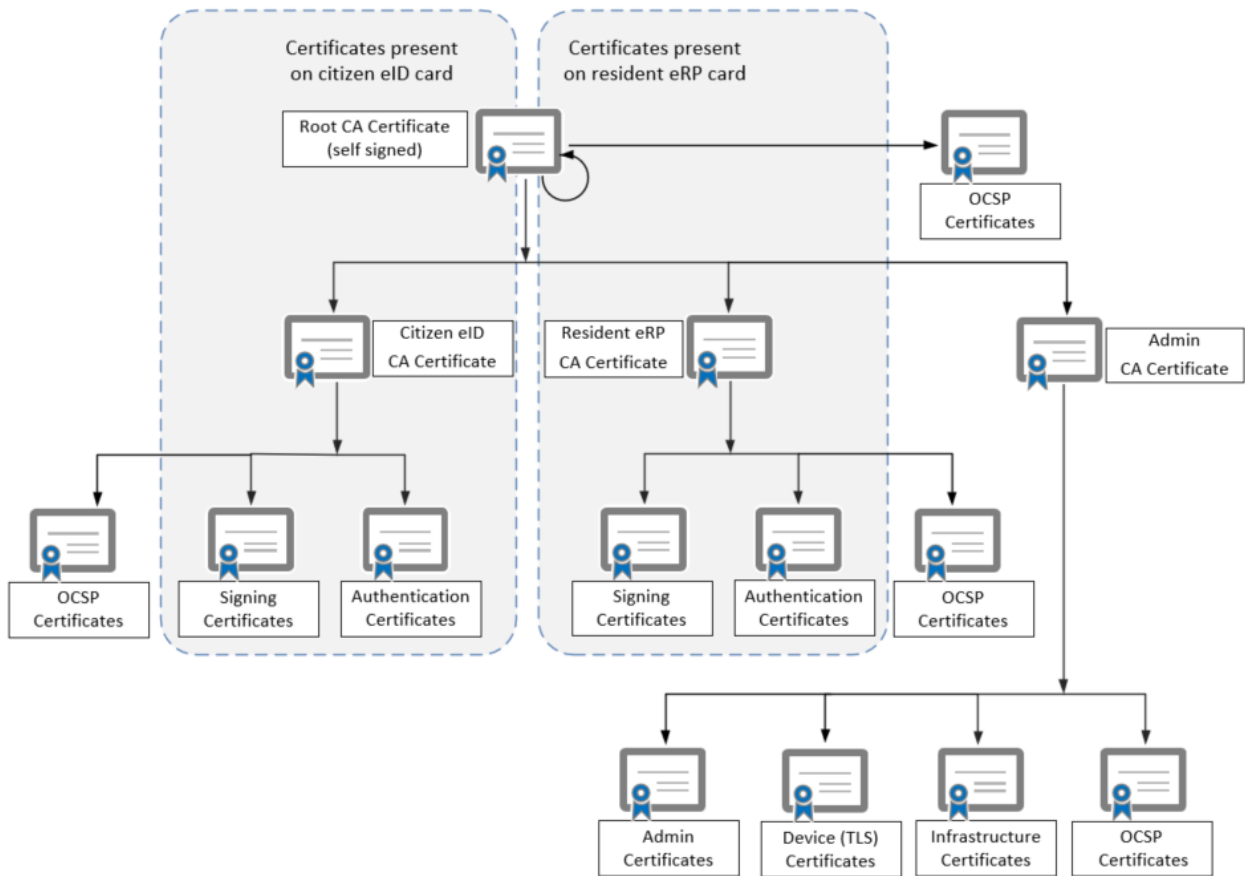 Certificates present
on citizen eID card
Certificates present
on resident eRP card
Root CA Certificate
(self signed)
OCSP
Certificates
Citizen eID
CA Certificate
Resident eRP
CA Certificate
Admin
CA Certificate
OCSP
Certificates
Signing
Certificates
Authentication
Certificates
Signing
Certificates
Authentication
Certificates
OCSP
Certificates
Admin
Certificates
Device (TLS)
Certificates
Infrastructure
Certificates
OCSP
Certificates